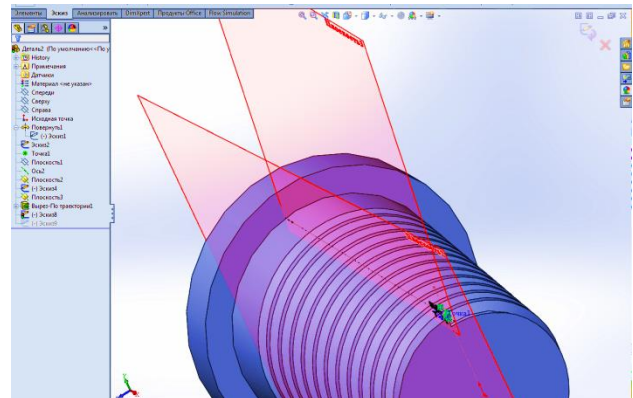 Элементы Эскиз Анализировать DimXpert Продукты Office Flow Simulation
Деталь2 (По умолчанию<<По у
History
Примечания
Датчики
Материал <не указан>
Спереди
Сверху
Справа
Исходная точка
Повернуть1
(-) Эскиз1
Эскиз2
Точка1
Плоскость1
Ось2
Плоскость2
(-) Эскиз4
Плоскость3
Вырез-По траектории1
(-) Эскиз8
(-) Эскиз9